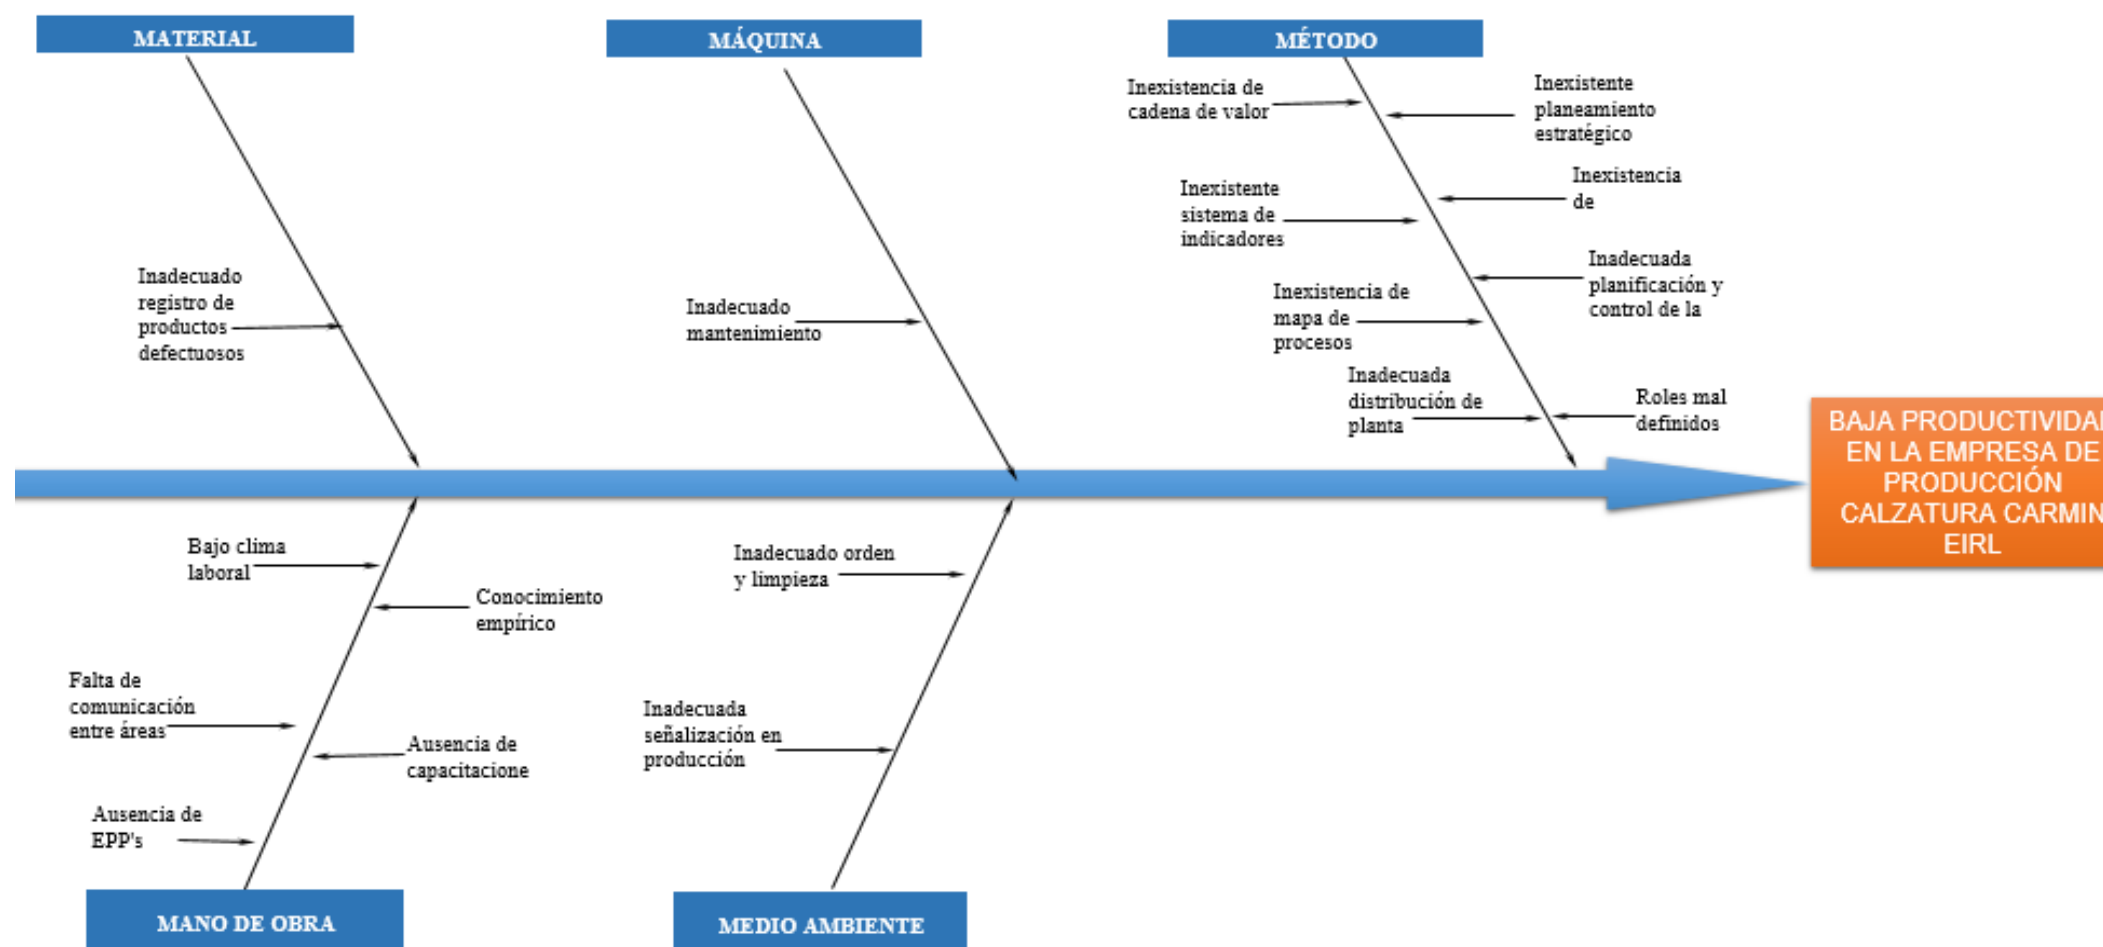 MATERIAL
MÁQUINA
MÉTODO
Inexistencia de
cadena de valor
Inexistente
planeamiento
estratégico
Inexistente
sistema de
indicadores
Inexistencia
de
Inadecuado
registro de
productos
defectuosos
Inadecuado
mantenimiento
Inexistencia de
mapa de
procesos
Inadecuada
planificación y
control de la
Inadecuada
distribución de
planta
Roles mal
definidos
BAJA PRODUCTIVIDAD
EN LA EMPRESA DE
PRODUCCIÓN
CALZATURA CARMIN
EIRL
Bajo clima
laboral
Conocimiento
empírico
Inadecuado orden
y limpieza
Falta de
comunicación
entre áreas
Ausencia de
capacitacione
Inadecuada
señalización en
producción
Ausencia de
EPP's
MANO DE OBRA
MEDIO AMBIENTE